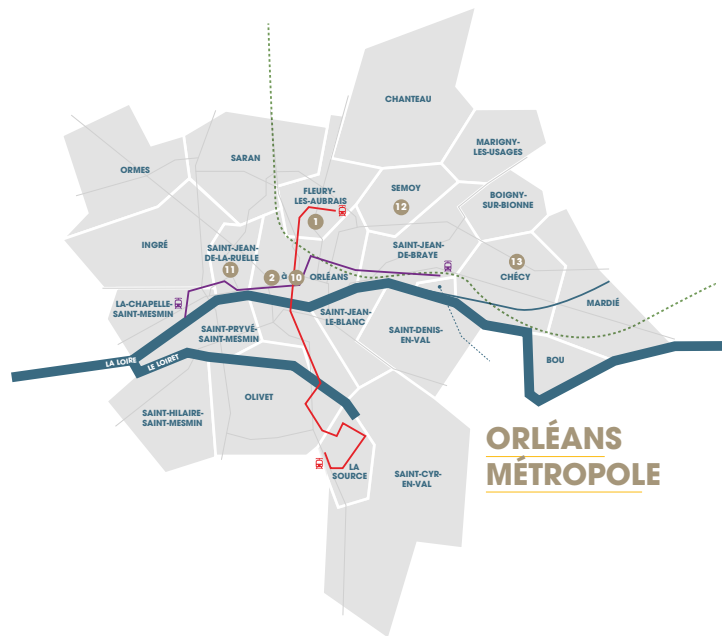 CHANTEAU
MARIGNY-
LES-USAGES
SARAN
ORMES
FLEURY-
LES-AUBRAIS
SEMOY
BOIGNY-
SUR-BIONNE
12
1
INGRÉ
SAINT-JEAN-
DE-LA-RUELLE
11
2 à 10
ORLÉANS
SAINT-JEAN-
DE-BRAYE
13
CHÉCY
LA-CHAPELLE-
SAINT-MESMIN
MARDIÉ
SAINT-PRYVÉ-
SAINT-MESMIN
SAINT-JEAN-
LE-BLANC
SAINT-DENIS-
EN-VAL
BOU
LA LOIRE
LE LOIRET
OLIVET
SAINT-HILAIRE-
SAINT-MESMIN
LA
SOURCE
SAINT-CYR-
EN-VAL
ORLÉANS
MÉTROPOLE